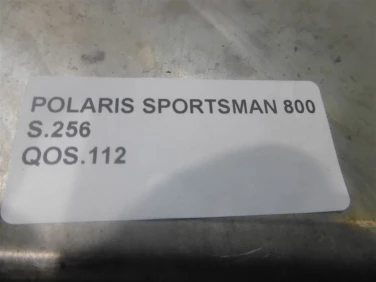 POLARIS SPORTSMAN 800
S.256
QOS.112